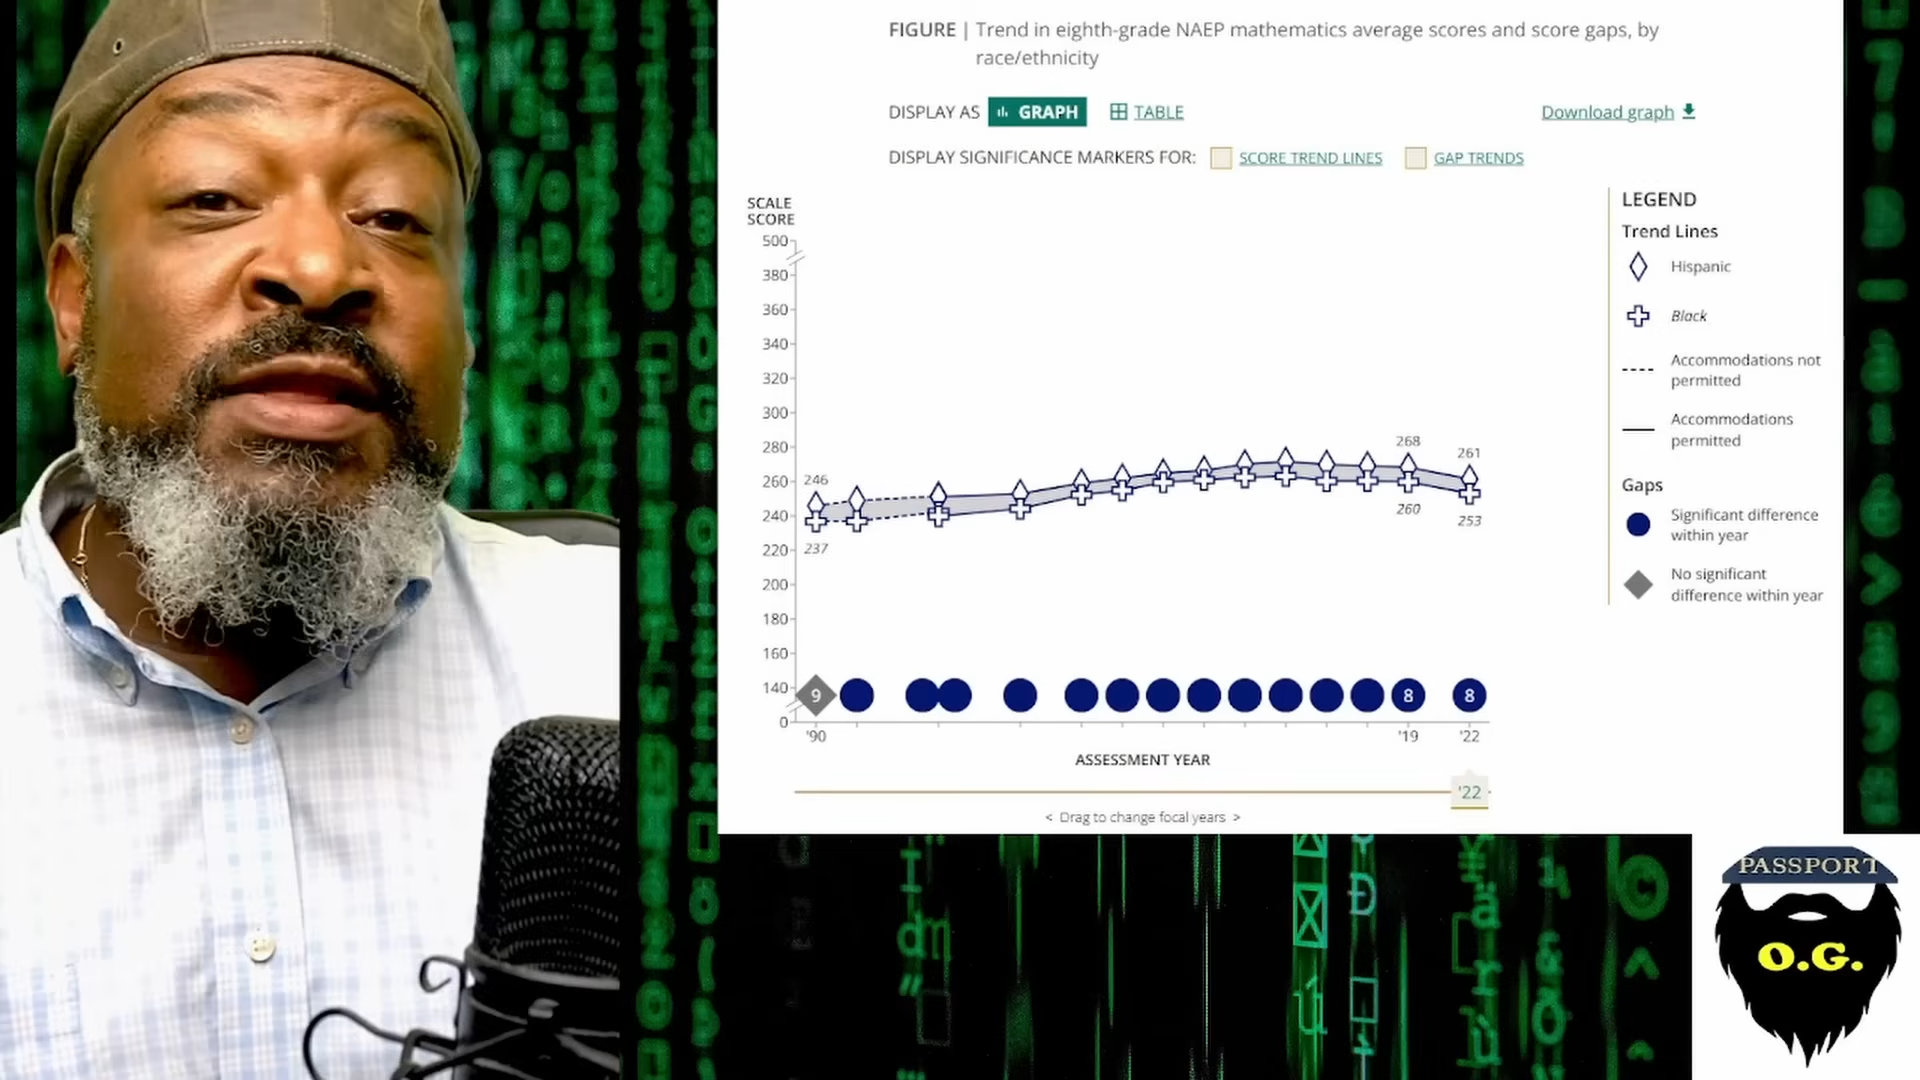 FIGURE | Trend in eighth-grade NAEP mathematics average scores and score gaps, by
race/ethnicity
DISPLAY AS GRAPH TABLE Download graph
DISPLAY SIGNIFICANCE MARKERS FOR: SCORE TREND LINES GAP TRENDS
SCALE
SCORE
500
380
360
340
320
300
280
260
240
220
200
180
160
140
0
246
237
268
260
261
253
9
8
8
'90
'19
'22
ASSESSMENT YEAR
'22
< Drag to change focal years >
LEGEND
Trend Lines
Hispanic
Black
Accommodations not
permitted
Accommodations
permitted
Gaps
Significant difference
within year
No significant
difference within year
PASSPORT
O.G.